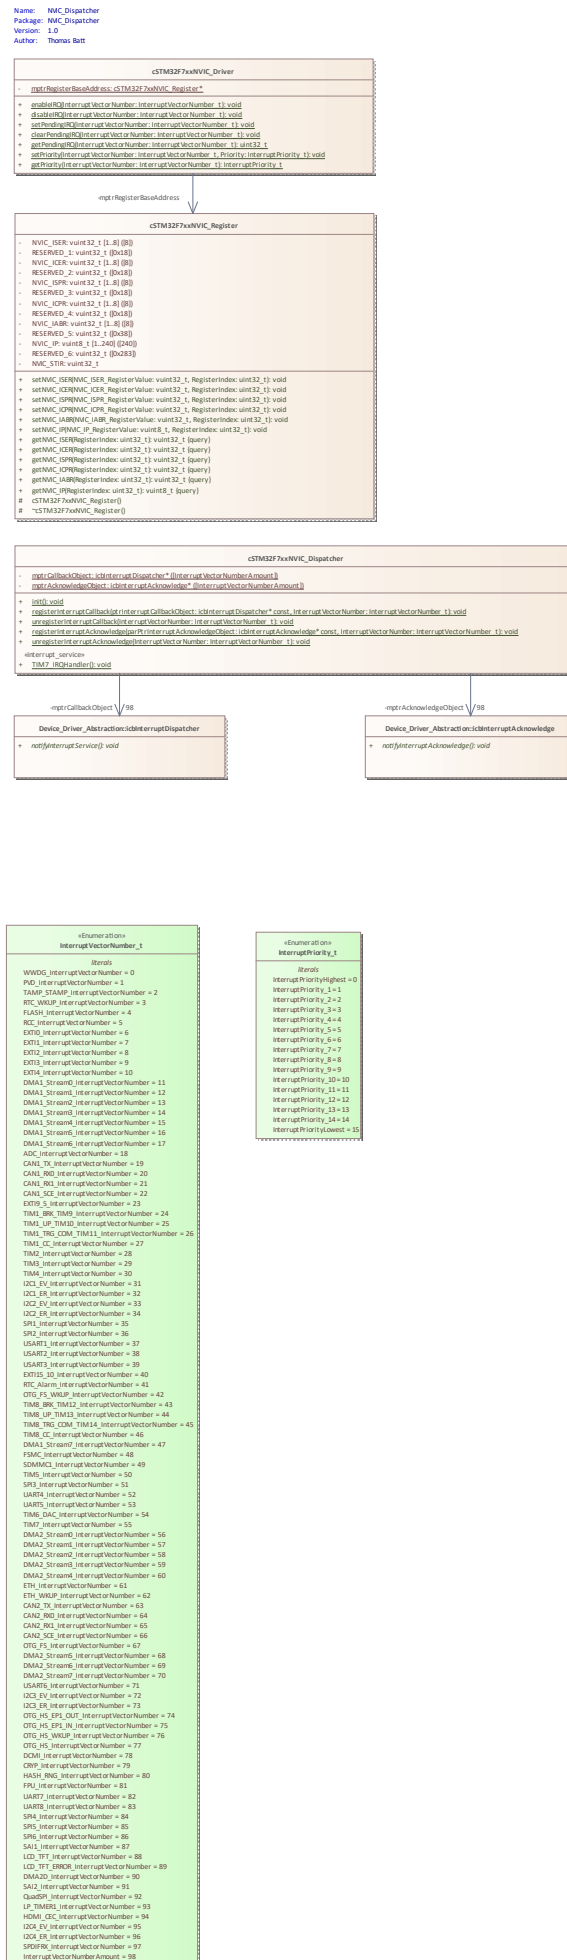 Name: NVIC_Dispatcher
Package: NVIC_Dispatcher
Version: 1.0
Author: Thomas Batt
cSTM32F7xxNVIC_Driver
- mptrRegisterBaseAddress: cSTM32F7xxNVIC_Register*
+ enableIRQ(InterruptVectorNumber: InterruptVectorNumber_t): void
+ disableIRQ(InterruptVectorNumber: InterruptVectorNumber_t): void
+ setPendingIRQ(InterruptVectorNumber: InterruptVectorNumber_t): void
+ clearPendingIRQ(InterruptVectorNumber: InterruptVectorNumber_t): void
+ getPendingIRQ(InterruptVectorNumber: InterruptVectorNumber_t): uint32_t
+ setPriority(InterruptVectorNumber: InterruptVectorNumber_t, Priority: InterruptPriority_t): void
+ getPriority(InterruptVectorNumber: InterruptVectorNumber_t): InterruptPriority_t
-mptrRegisterBaseAddress
cSTM32F7xxNVIC_Register
- NVIC_ISER: vuint32_t [1..8] ([8])
- RESERVED_1: vuint32_t ([0x18])
- NVIC_ICER: vuint32_t [1..8] ([8])
- RESERVED_2: vuint32_t ([0x18])
- NVIC_ISPR: vuint32_t [1..8] ([8])
- RESERVED_3: vuint32_t ([0x18])
- NVIC_ICPR: vuint32_t [1..8] ([8])
- RESERVED_4: vuint32_t ([0x18])
- NVIC_IABR: vuint32_t [1..8] ([8])
- RESERVED_5: vuint32_t ([0x38])
- NVIC_IP: vuint8_t [1..240] ([240])
- RESERVED_6: vuint32_t ([0x283])
- NVIC_STIR: vuint32_t
+ setNVIC_ISER(NVIC_ISER_RegisterValue: vuint32_t, RegisterIndex: uint32_t): void
+ setNVIC_ICER(NVIC_ICER_RegisterValue: vuint32_t, RegisterIndex: uint32_t): void
+ setNVIC_ISPR(NVIC_ISPR_RegisterValue: vuint32_t, RegisterIndex: uint32_t): void
+ setNVIC_ICPR(NVIC_ICPR_RegisterValue: vuint32_t, RegisterIndex: uint32_t): void
+ setNVIC_IABR(NVIC_IABR_RegisterValue: vuint32_t, RegisterIndex: uint32_t): void
+ setNVIC_IP(NVIC_IP_RegisterValue: vuint8_t, RegisterIndex: uint32_t): void
+ getNVIC_ISER(RegisterIndex: uint32_t): vuint32_t {query}
+ getNVIC_ICER(RegisterIndex: uint32_t): vuint32_t {query}
+ getNVIC_ISPR(RegisterIndex: uint32_t): vuint32_t {query}
+ getNVIC_ICPR(RegisterIndex: uint32_t): vuint32_t {query}
+ getNVIC_IABR(RegisterIndex: uint32_t): vuint32_t {query}
+ getNVIC_IP(RegisterIndex: uint32_t): vuint8_t {query}
# cSTM32F7xxNVIC_Register()
# ~cSTM32F7xxNVIC_Register()
cSTM32F7xxNVIC_Dispatcher
- mptrCallbackObject: icbInterruptDispatcher* ([InterruptVectorNumberAmount])
- mptrAcknowledgeObject: icbInterruptAcknowledge* ([InterruptVectorNumberAmount])
+ init(): void
+ registerInterruptCallback(ptrInterruptCallbackObject: icbInterruptDispatcher* const, InterruptVectorNumber: InterruptVectorNumber_t): void
+ unregisterInterruptCallback(InterruptVectorNumber: InterruptVectorNumber_t): void
+ registerInterruptAcknowledge(parPtrInterruptAcknowledgeObject: icbInterruptAcknowledge* const, InterruptVectorNumber: InterruptVectorNumber_t): void
+ unregisterInterruptAcknowledge(InterruptVectorNumber: InterruptVectorNumber_t): void
«interrupt_service»
+ TIM7_IRQHandler(): void
-mptrCallbackObject 98 -mptrAcknowledgeObject 98
Device_Driver_Abstraction::icbInterruptDispatcher
+ notifyInterruptService(): void
Device_Driver_Abstraction::icbInterruptAcknowledge
+ notifyInterruptAcknowledge(): void
«Enumeration»
InterruptVectorNumber_t
literals
WWDG_InterruptVectorNumber = 0
PVD_InterruptVectorNumber = 1
TAMP_STAMP_InterruptVectorNumber = 2
RTC_WKUP_InterruptVectorNumber = 3
FLASH_InterruptVectorNumber = 4
RCC_InterruptVectorNumber = 5
EXTI0_InterruptVectorNumber = 6
EXTI1_InterruptVectorNumber = 7
EXTI2_InterruptVectorNumber = 8
EXTI3_InterruptVectorNumber = 9
EXTI4_InterruptVectorNumber = 10
DMA1_Stream0_InterruptVectorNumber = 11
DMA1_Stream1_InterruptVectorNumber = 12
DMA1_Stream2_InterruptVectorNumber = 13
DMA1_Stream3_InterruptVectorNumber = 14
DMA1_Stream4_InterruptVectorNumber = 15
DMA1_Stream5_InterruptVectorNumber = 16
DMA1_Stream6_InterruptVectorNumber = 17
ADC_InterruptVectorNumber = 18
CAN1_TX_InterruptVectorNumber = 19
CAN1_RX0_InterruptVectorNumber = 20
CAN1_RX1_InterruptVectorNumber = 21
CAN1_SCE_InterruptVectorNumber = 22
EXTI9_5_InterruptVectorNumber = 23
TIM1_BRK_TIM9_InterruptVectorNumber = 24
TIM1_UP_TIM10_InterruptVectorNumber = 25
TIM1_TRG_COM_TIM11_InterruptVectorNumber = 26
TIM1_CC_InterruptVectorNumber = 27
TIM2_InterruptVectorNumber = 28
TIM3_InterruptVectorNumber = 29
TIM4_InterruptVectorNumber = 30
I2C1_EV_InterruptVectorNumber = 31
I2C1_ER_InterruptVectorNumber = 32
I2C2_EV_InterruptVectorNumber = 33
I2C2_ER_InterruptVectorNumber = 34
SPI1_InterruptVectorNumber = 35
SPI2_InterruptVectorNumber = 36
USART1_InterruptVectorNumber = 37
USART2_InterruptVectorNumber = 38
USART3_InterruptVectorNumber = 39
EXTI15_10_InterruptVectorNumber = 40
RTC_Alarm_InterruptVectorNumber = 41
OTG_FS_WKUP_InterruptVectorNumber = 42
TIM8_BRK_TIM12_InterruptVectorNumber = 43
TIM8_UP_TIM13_InterruptVectorNumber = 44
TIM8_TRG_COM_TIM14_InterruptVectorNumber = 45
TIM8_CC_InterruptVectorNumber = 46
DMA1_Stream7_InterruptVectorNumber = 47
FSMC_InterruptVectorNumber = 48
SDMMC1_InterruptVectorNumber = 49
TIM5_InterruptVectorNumber = 50
SPI3_InterruptVectorNumber = 51
UART4_InterruptVectorNumber = 52
UART5_InterruptVectorNumber = 53
TIM6_DAC_InterruptVectorNumber = 54
TIM7_InterruptVectorNumber = 55
DMA2_Stream0_InterruptVectorNumber = 56
DMA2_Stream1_InterruptVectorNumber = 57
DMA2_Stream2_InterruptVectorNumber = 58
DMA2_Stream3_InterruptVectorNumber = 59
DMA2_Stream4_InterruptVectorNumber = 60
ETH_InterruptVectorNumber = 61
ETH_WKUP_InterruptVectorNumber = 62
CAN2_TX_InterruptVectorNumber = 63
CAN2_RX0_InterruptVectorNumber = 64
CAN2_RX1_InterruptVectorNumber = 65
CAN2_SCE_InterruptVectorNumber = 66
OTG_FS_InterruptVectorNumber = 67
DMA2_Stream5_InterruptVectorNumber = 68
DMA2_Stream6_InterruptVectorNumber = 69
DMA2_Stream7_InterruptVectorNumber = 70
USART6_InterruptVectorNumber = 71
I2C3_EV_InterruptVectorNumber = 72
I2C3_ER_InterruptVectorNumber = 73
OTG_HS_EP1_OUT_InterruptVectorNumber = 74
OTG_HS_EP1_IN_InterruptVectorNumber = 75
OTG_HS_WKUP_InterruptVectorNumber = 76
OTG_HS_InterruptVectorNumber = 77
DCMI_InterruptVectorNumber = 78
CRYP_InterruptVectorNumber = 79
HASH_RNG_InterruptVectorNumber = 80
FPU_InterruptVectorNumber = 81
UART7_InterruptVectorNumber = 82
UART8_InterruptVectorNumber = 83
SPI4_InterruptVectorNumber = 84
SPI5_InterruptVectorNumber = 85
SPI6_InterruptVectorNumber = 86
SAI1_InterruptVectorNumber = 87
LCD_TFT_InterruptVectorNumber = 88
LCD_TFT_ERROR_InterruptVectorNumber = 89
DMA2D_InterruptVectorNumber = 90
SAI2_InterruptVectorNumber = 91
QuadSPI_InterruptVectorNumber = 92
LP_TIMER1_InterruptVectorNumber = 93
HDMI_CEC_InterruptVectorNumber = 94
I2C4_EV_InterruptVectorNumber = 95
I2C4_ER_InterruptVectorNumber = 96
SPDIFRX_InterruptVectorNumber = 97
InterruptVectorNumberAmount = 98
«Enumeration»
InterruptPriority_t
literals
InterruptPriorityHighest = 0
InterruptPriority_1 = 1
InterruptPriority_2 = 2
InterruptPriority_3 = 3
InterruptPriority_4 = 4
InterruptPriority_5 = 5
InterruptPriority_6 = 6
InterruptPriority_7 = 7
InterruptPriority_8 = 8
InterruptPriority_9 = 9
InterruptPriority_10 = 10
InterruptPriority_11 = 11
InterruptPriority_12 = 12
InterruptPriority_13 = 13
InterruptPriority_14 = 14
InterruptPriorityLowest = 15